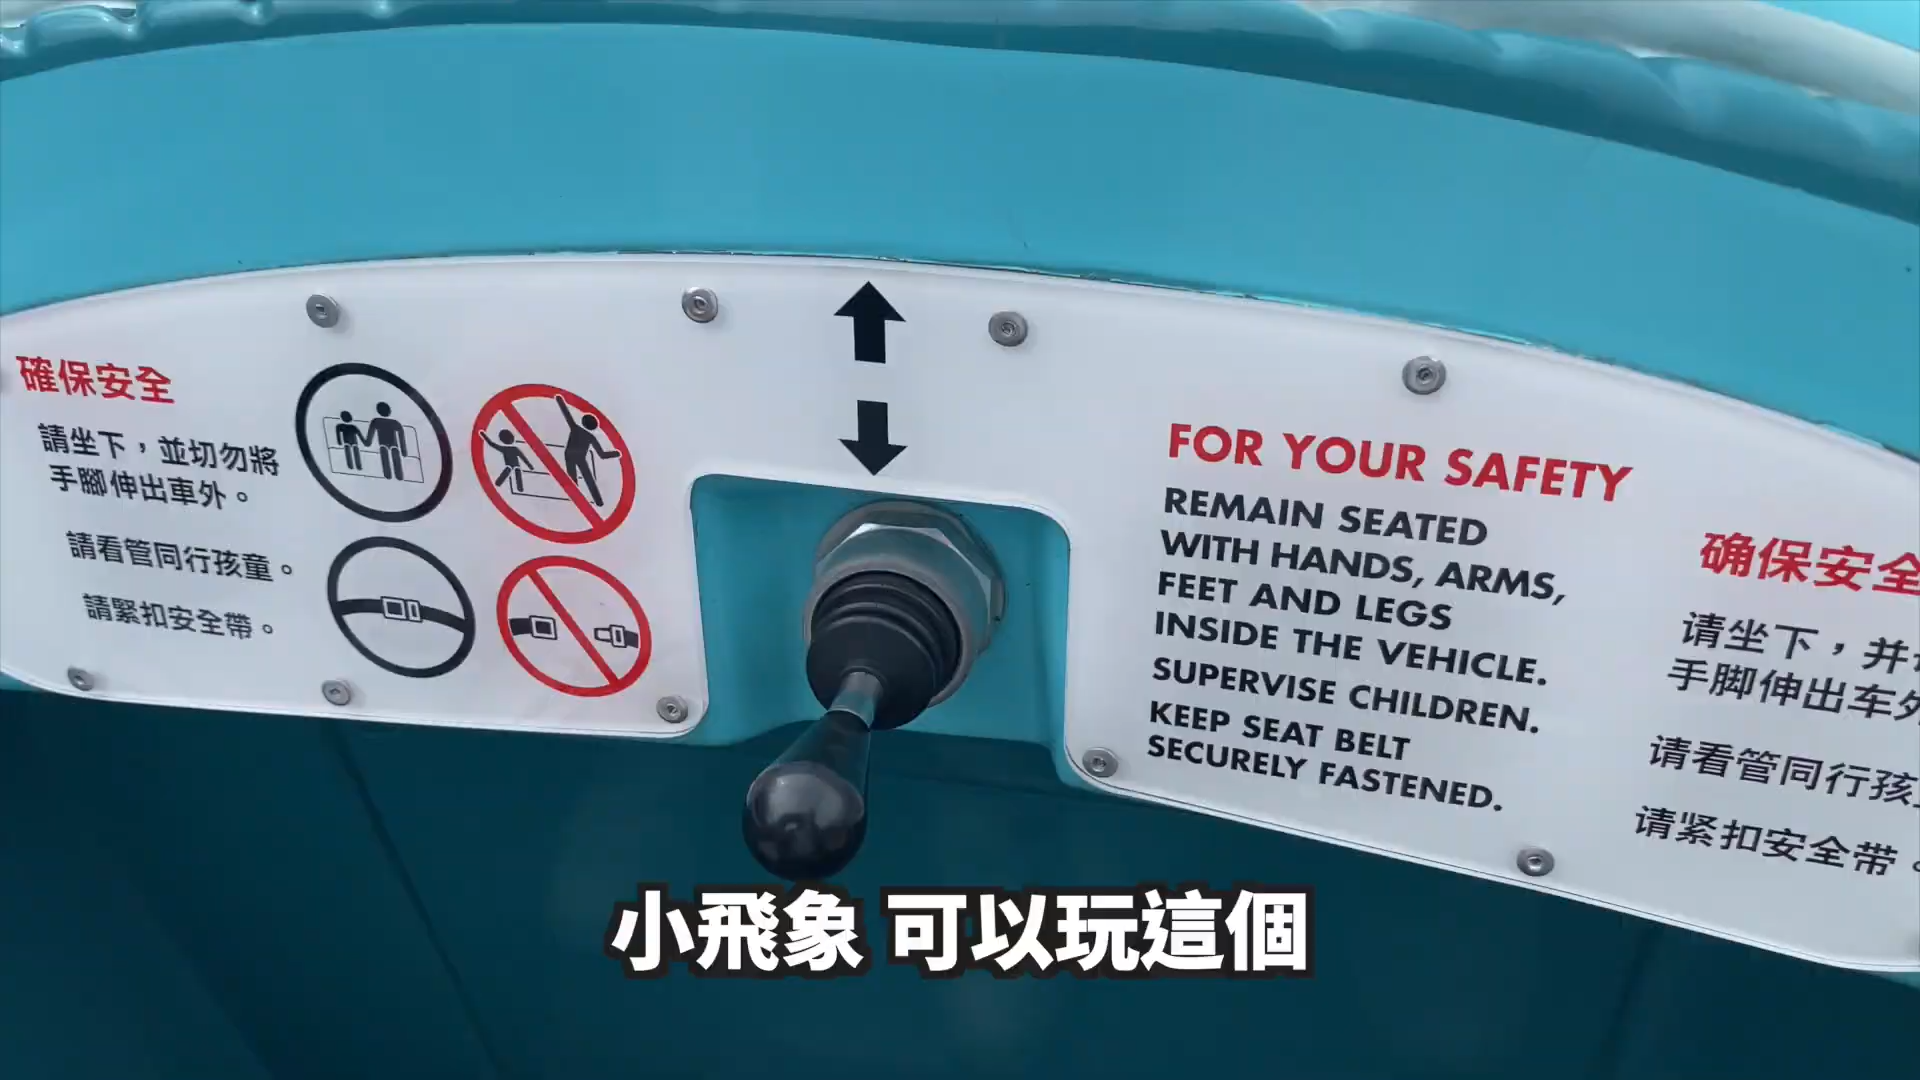 確保安全
請坐下，並切勿將
手腳伸出車外。
請看管同行孩童。
請緊扣安全帶。
FOR YOUR SAFETY
REMAIN SEATED
WITH HANDS, ARMS,
FEET AND LEGS
INSIDE THE VEHICLE.
SUPERVISE CHILDREN.
KEEP SEAT BELT
SECURELY FASTENED.
确保安全
请坐下，并
手脚伸出车外
请看管同行孩
请紧扣安全带。
小飛象 可以玩這個